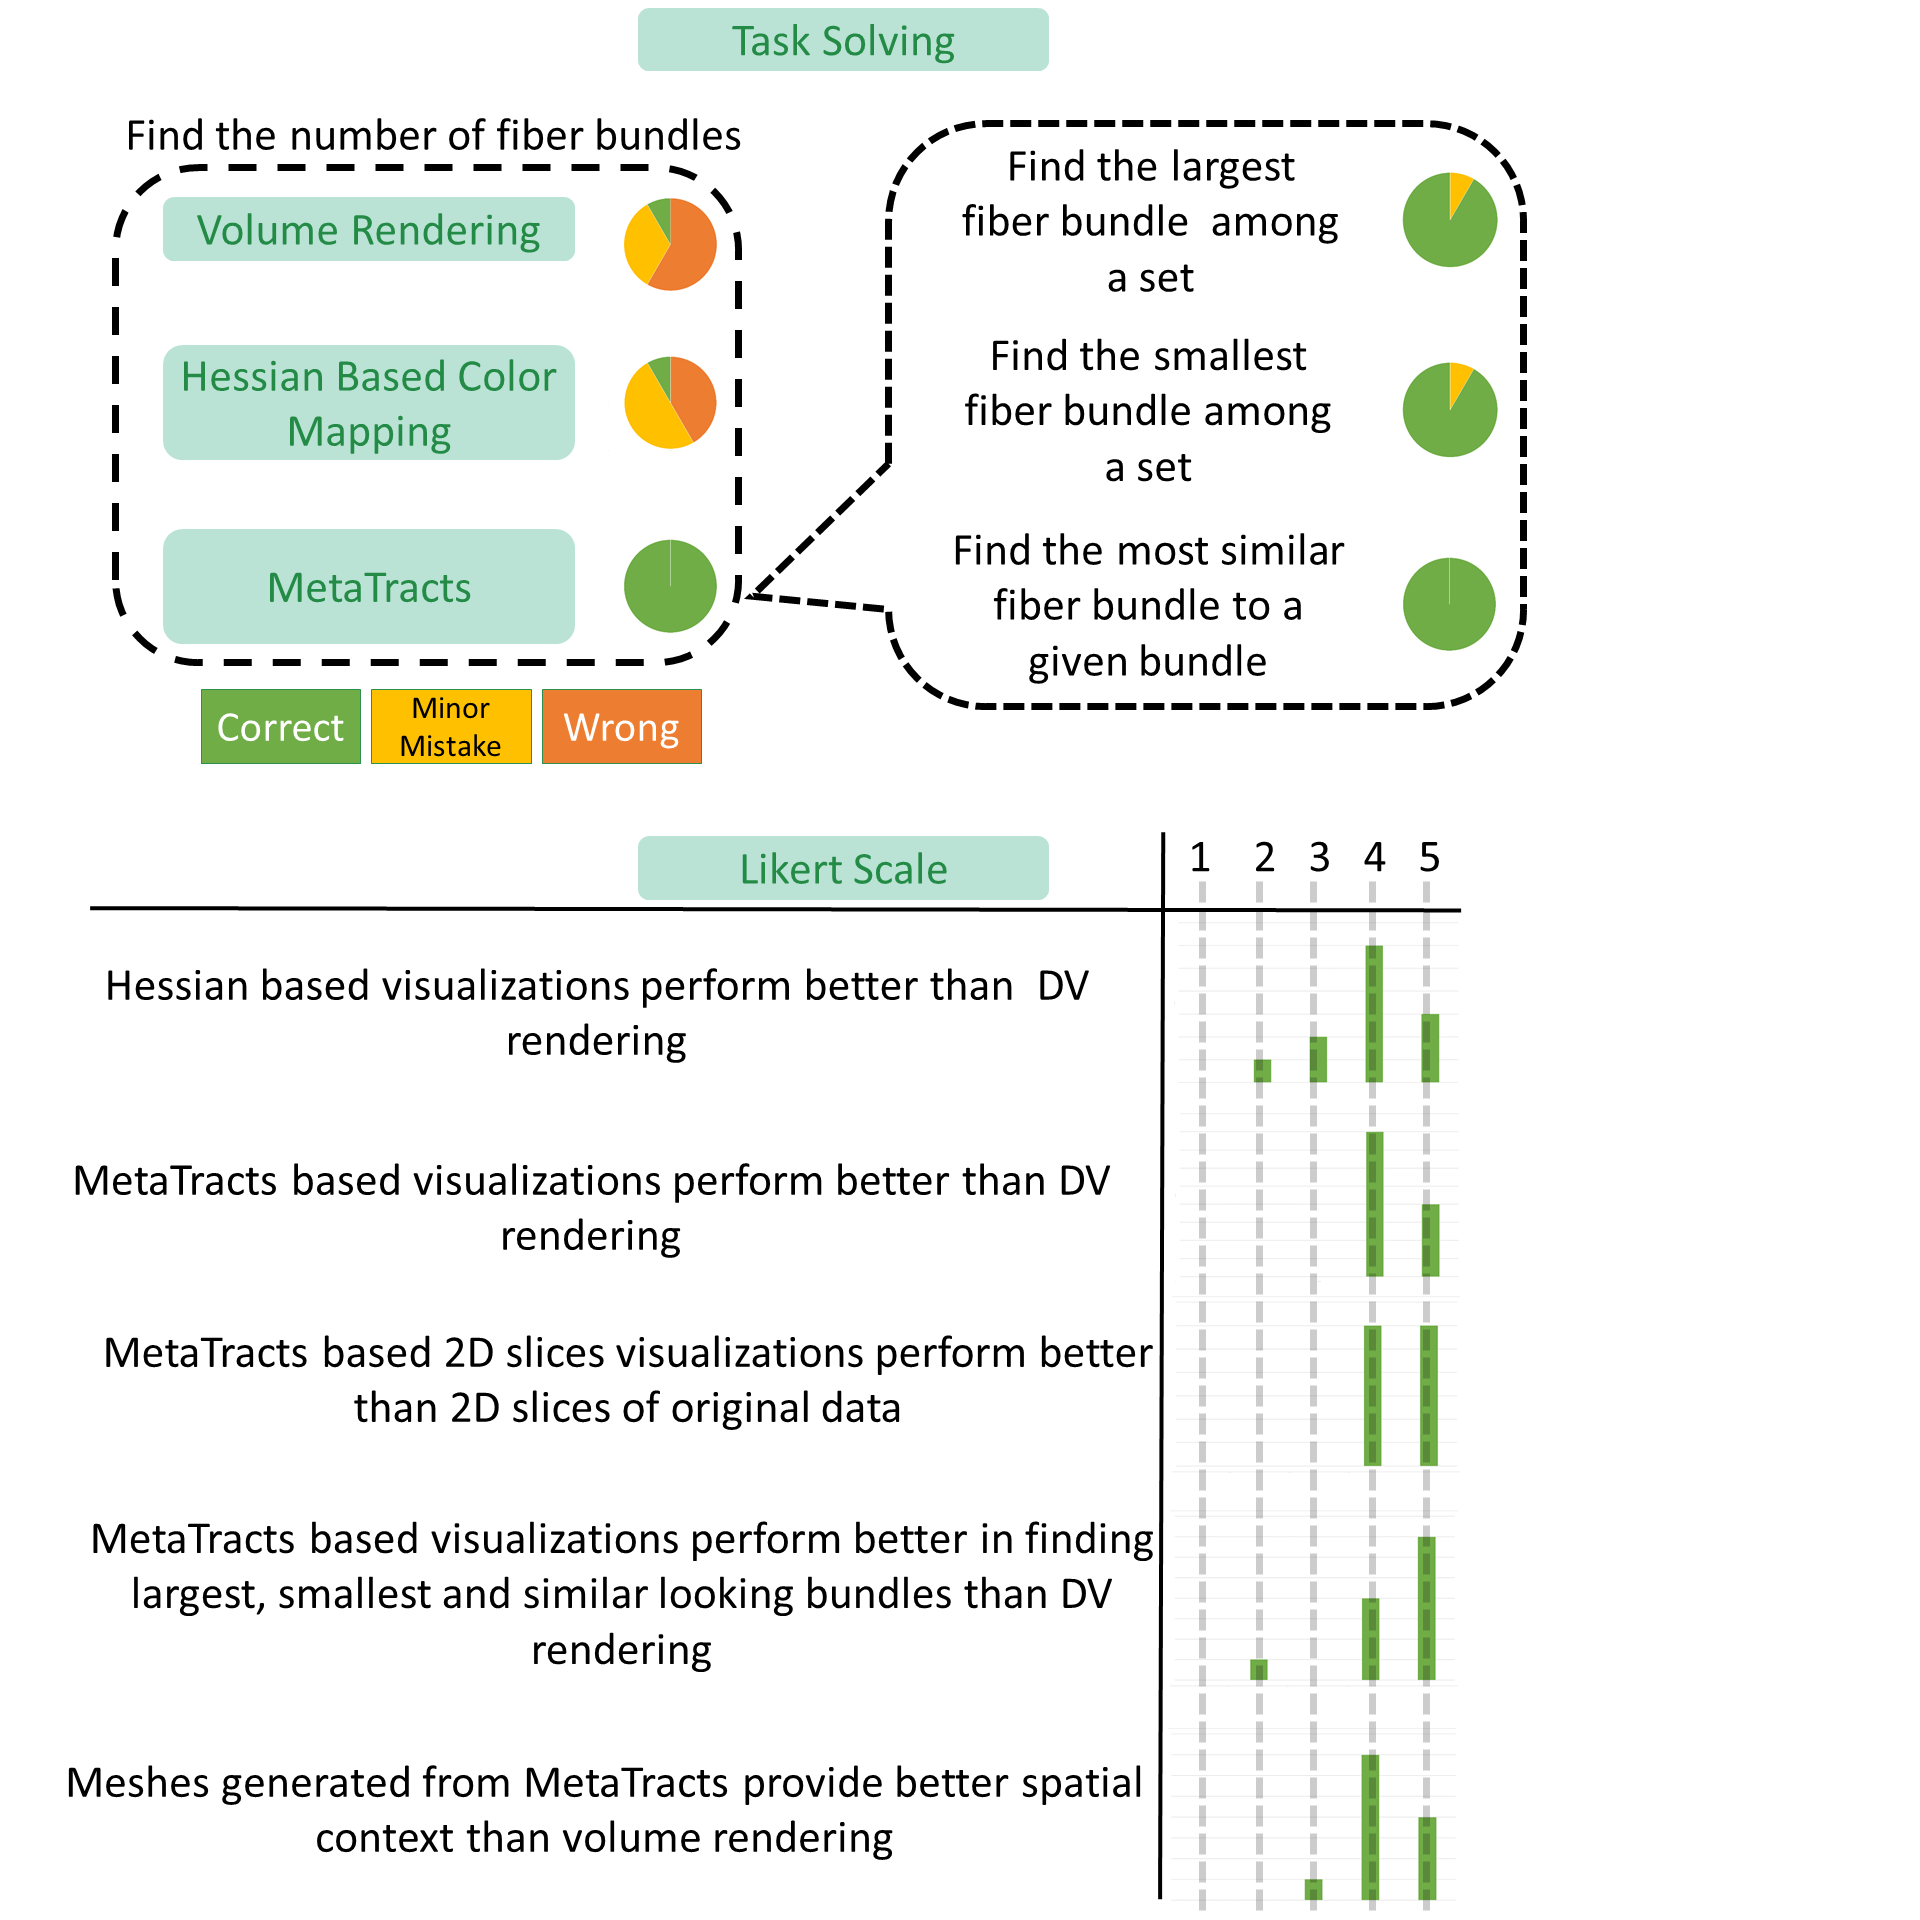 Task Solving
Find the number of fiber bundles
Volume Rendering
Hessian Based Color
Mapping
MetaTracts
Correct
Minor
Mistake
Wrong
Find the largest
fiber bundle among
a set
Find the smallest
fiber bundle among
a set
Find the most similar
fiber bundle to a
given bundle
Likert Scale
1 2 3 4 5
Hessian based visualizations perform better than DV
rendering
MetaTracts based visualizations perform better than DV
rendering
MetaTracts based 2D slices visualizations perform better
than 2D slices of original data
MetaTracts based visualizations perform better in finding
largest, smallest and similar looking bundles than DV
rendering
Meshes generated from MetaTracts provide better spatial
context than volume rendering